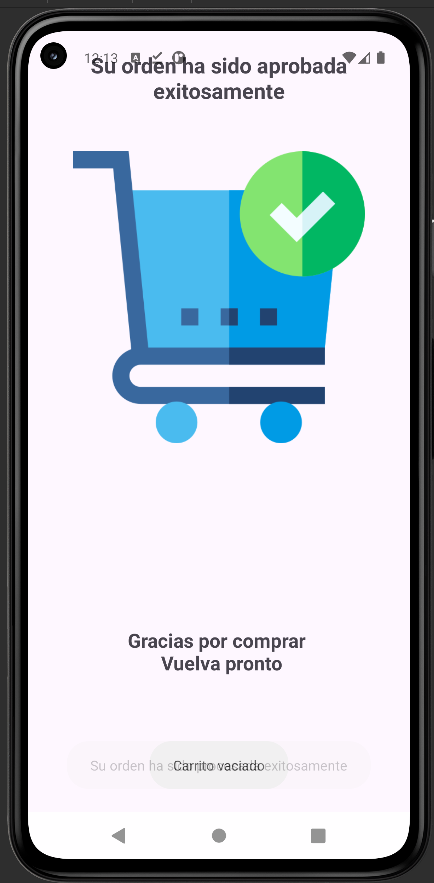 12:13
Su orden ha sido aprobada
exitosamente
Gracias por comprar
Vuelva pronto
Su orden ha exitosamente
Carrito vaciado